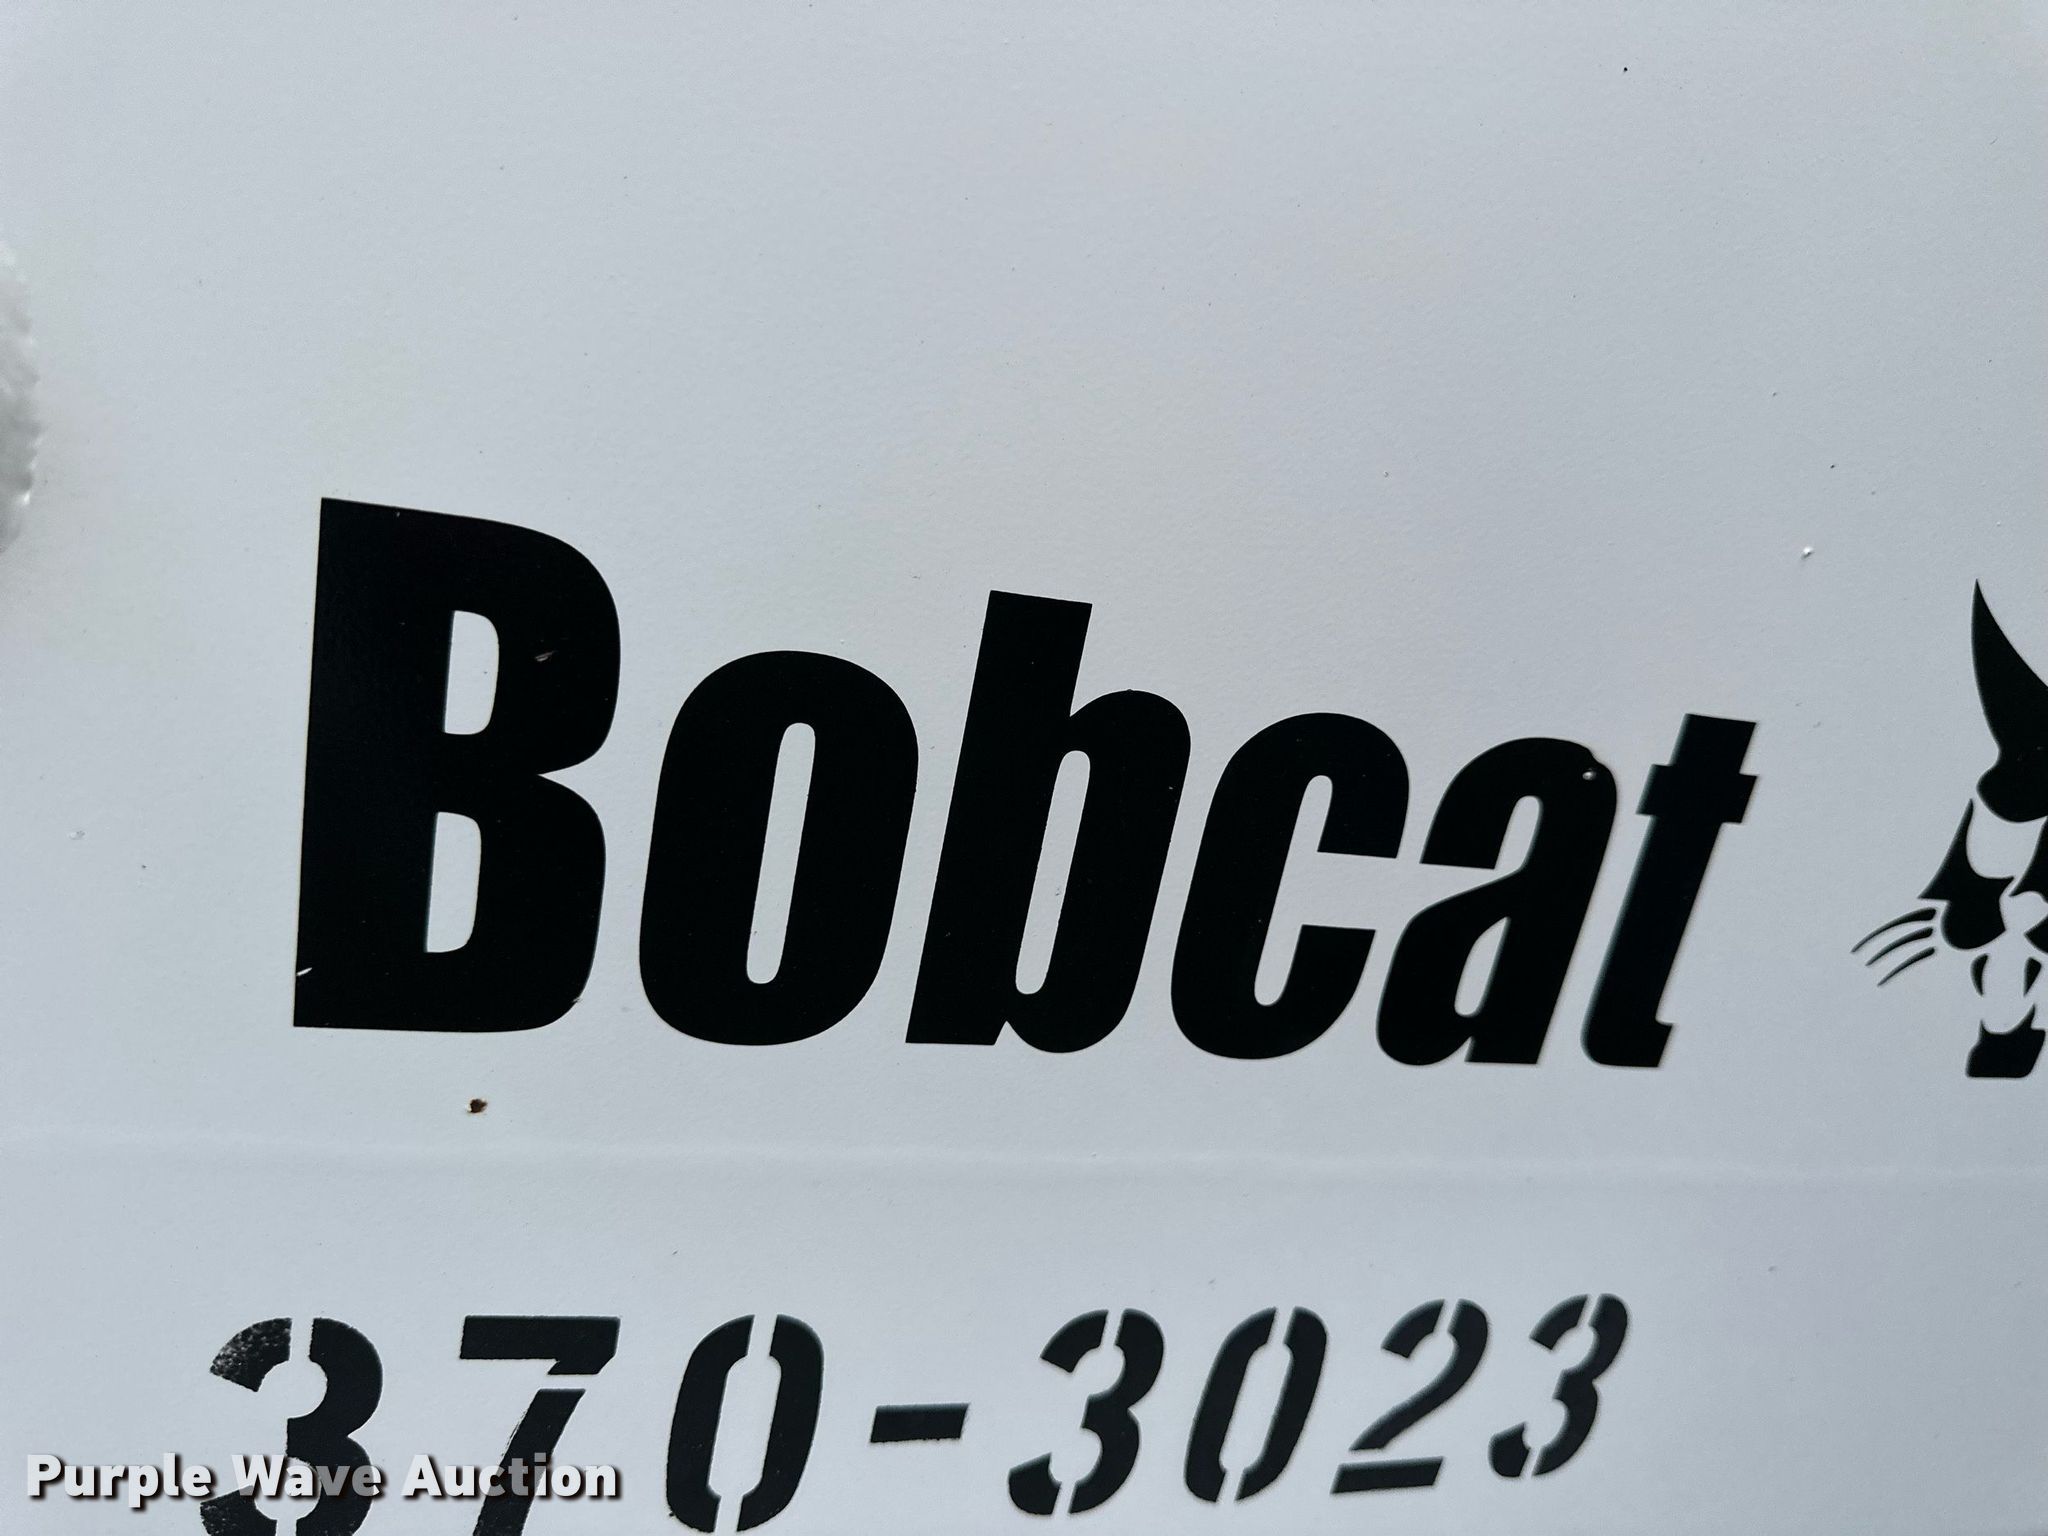 Bobcat
370-3023
Purple Wave Auction